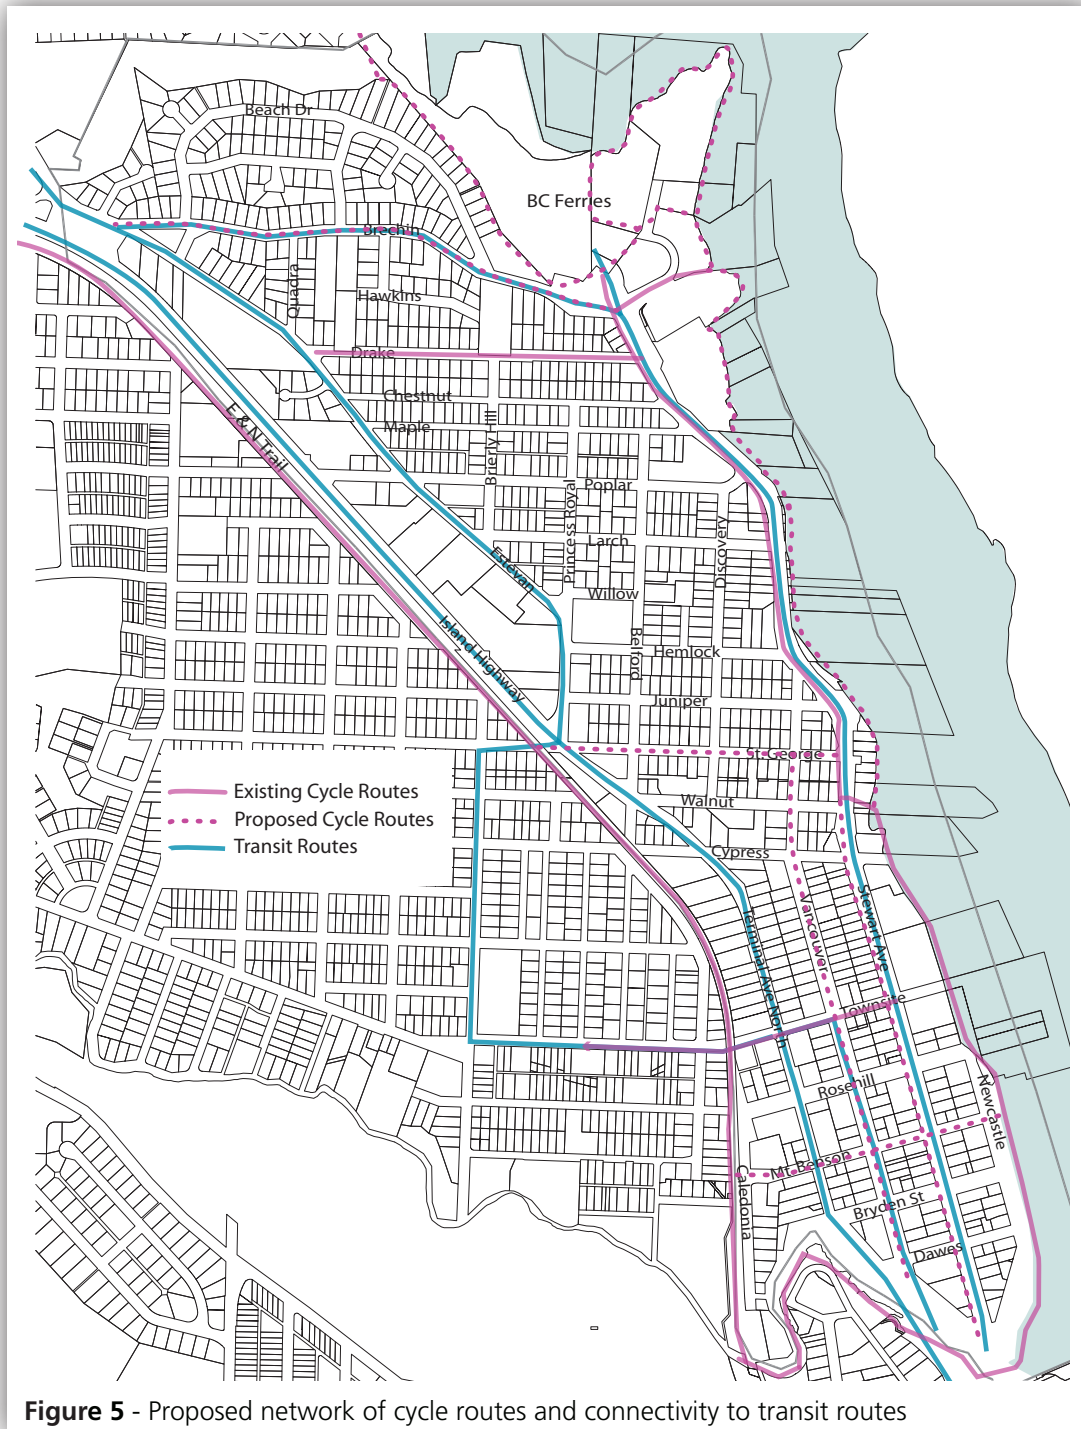 Beach Dr
BC Ferries
Brechin
Quadra
Hawkins
Drake
Chestnut
Maple
E & N Trail
Brierly Hill
Poplar
Princess Royal
Discovery
Larch
Estevan
Willow
Island Highway
Belford
Hemlock
Juniper
St. George
Existing Cycle Routes
Proposed Cycle Routes
Transit Routes
Walnut
Cypress
Vancouver
Stewart Ave
Terminal Ave North
Townsite
Rosehill
Newcastle
Mt. Benson
Caledonia
Bryden St
Dawes
Figure 5 - Proposed network of cycle routes and connectivity to transit routes